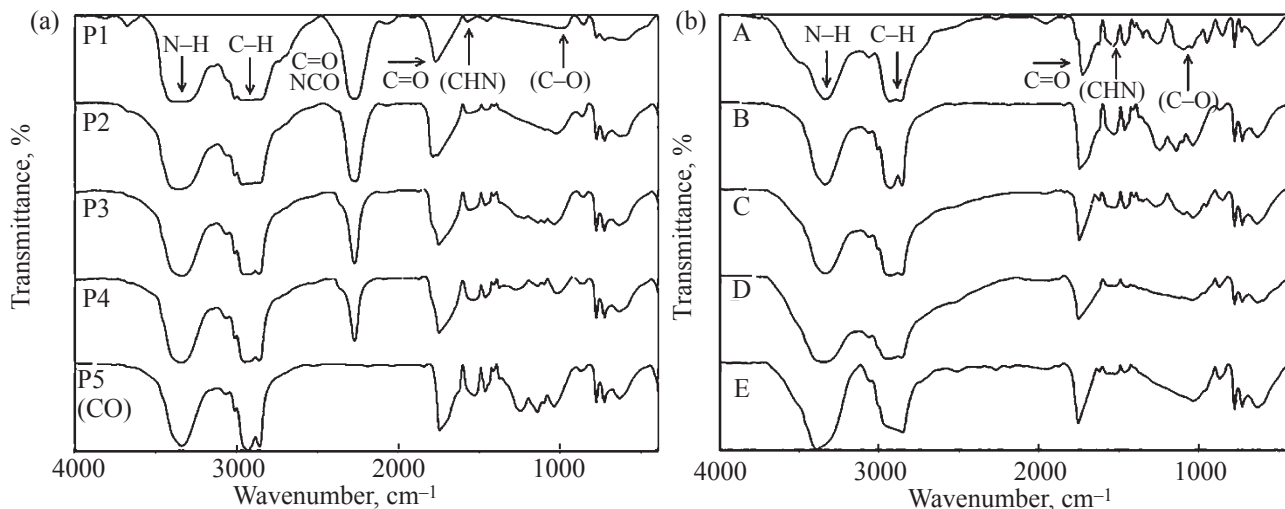 (a)
P1
N–H
C–H
C=O
NCO
C=O
(CHN)
(C–O)
P2
P3
P4
P5
(CO)
Transmittance, %
4000 3000 2000 1000
Wavenumber, cm⁻¹
(b)
A
N–H
C–H
C=O
(CHN)
(C–O)
B
C
D
E
Transmittance, %
4000 3000 2000 1000
Wavenumber, cm⁻¹